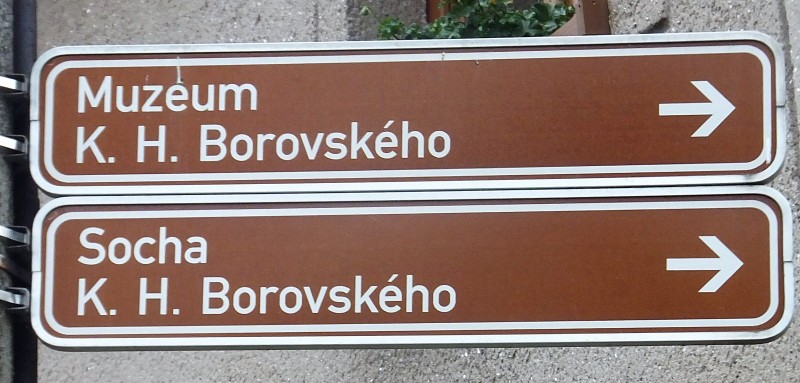 Muzeum
K. H. Borovského
Socha
K. H. Borovského